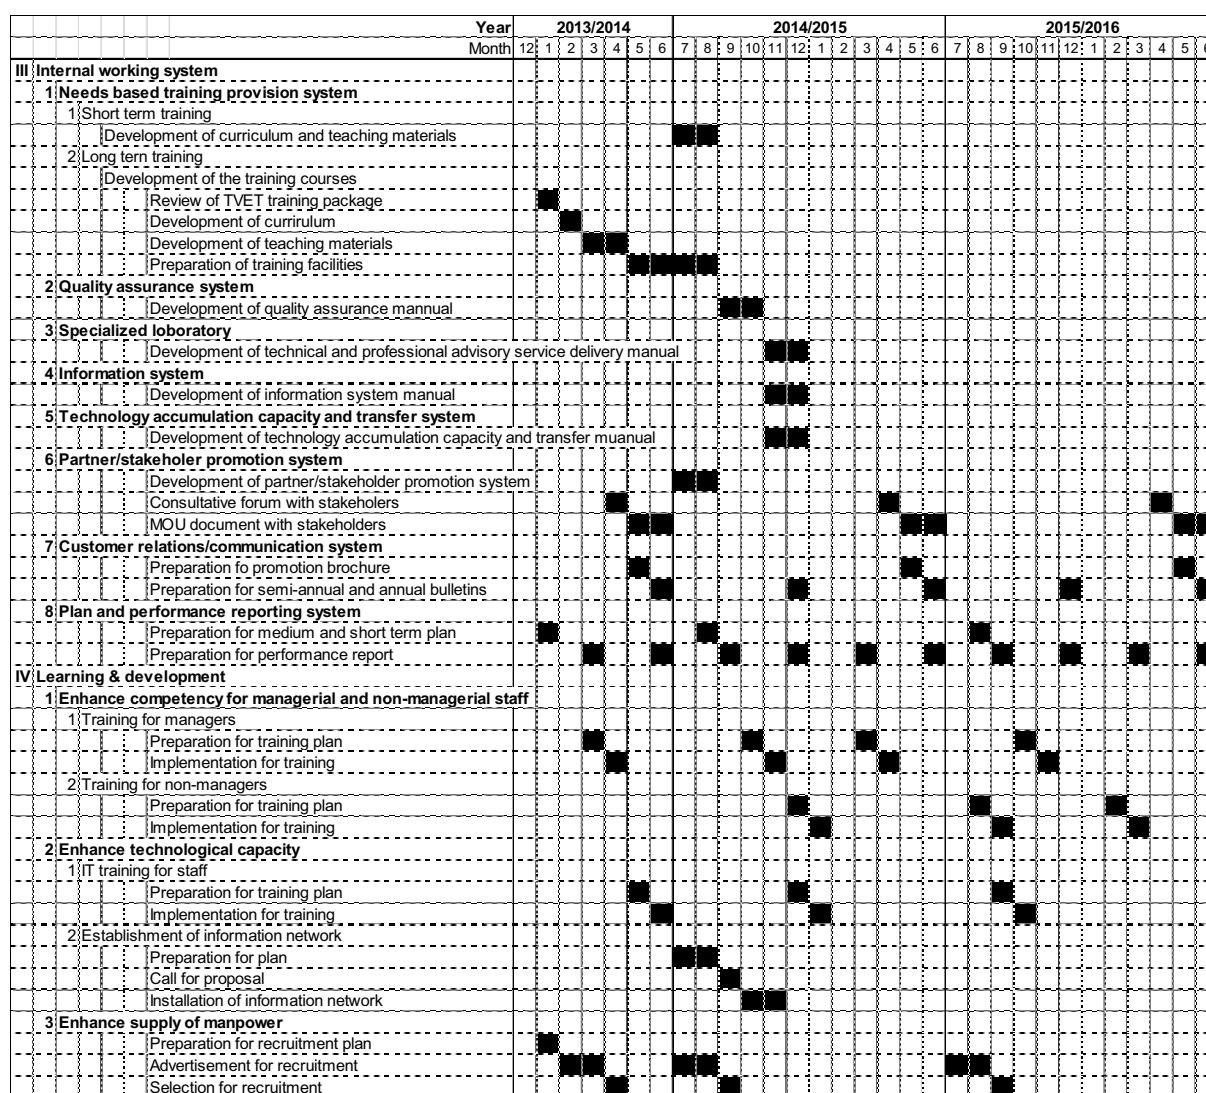 Year 2013/2014 2014/2015 2015/2016
Month 12 1 2 3 4 5 6 7 8 9 10 11 12 1 2 3 4 5 6 7 8 9 10 11 12 1 2 3 4 5 6
III Internal working system
1 Needs based training provision system
1 Short term training
Development of curriculum and teaching materials
2 Long tern training
Development of the training courses
Review of TVET training package
Development of currirulum
Development of teaching materials
Preparation of training facilities
2 Quality assurance system
Development of quality assurance mannual
3 Specialized loboratory
Development of technical and professional advisory service delivery manual
4 Information system
Development of information system manual
5 Technology accumulation capacity and transfer system
Development of technology accumulation capacity and transfer muanual
6 Partner/stakeholer promotion system
Development of partner/stakeholder promotion system
Consultative forum with stakeholers
MOU document with stakeholders
7 Customer relations/communication system
Preparation fo promotion brochure
Preparation for semi-annual and annual bulletins
8 Plan and performance reporting system
Preparation for medium and short term plan
Preparation for performance report
IV Learning & development
1 Enhance competency for managerial and non-managerial staff
1 Training for managers
Preparation for training plan
Implementation for training
2 Training for non-managers
Preparation for training plan
Implementation for training
2 Enhance technological capacity
1 IT training for staff
Preparation for training plan
Implementation for training
2 Establishment of information network
Preparation for plan
Call for proposal
Installation of information network
3 Enhance supply of manpower
Preparation for recruitment plan
Advertisement for recruitment
Selection for recruitment